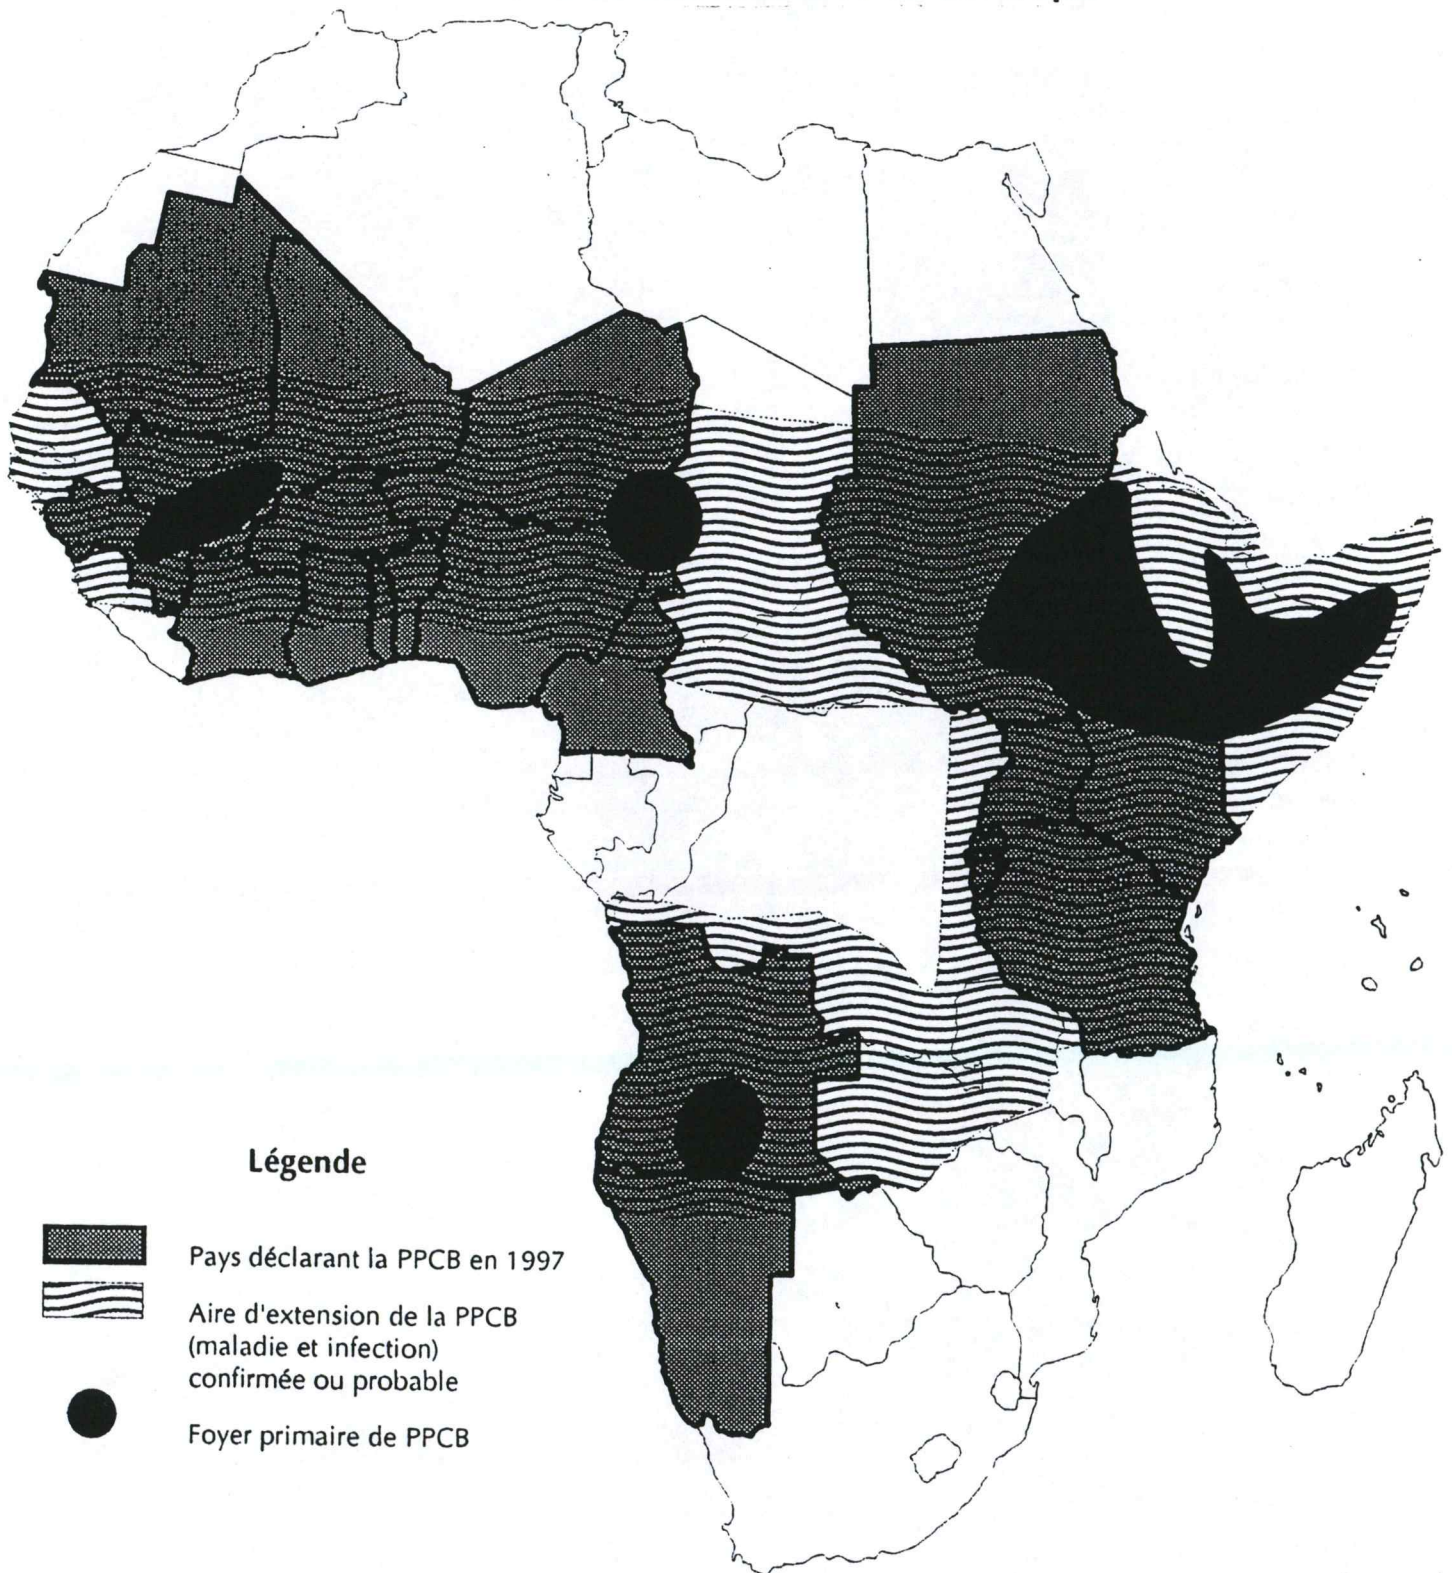 Légende
Pays déclarant la PPCB en 1997
Aire d'extension de la PPCB
(maladie et infection)
confirmée ou probable
Foyer primaire de PPCB